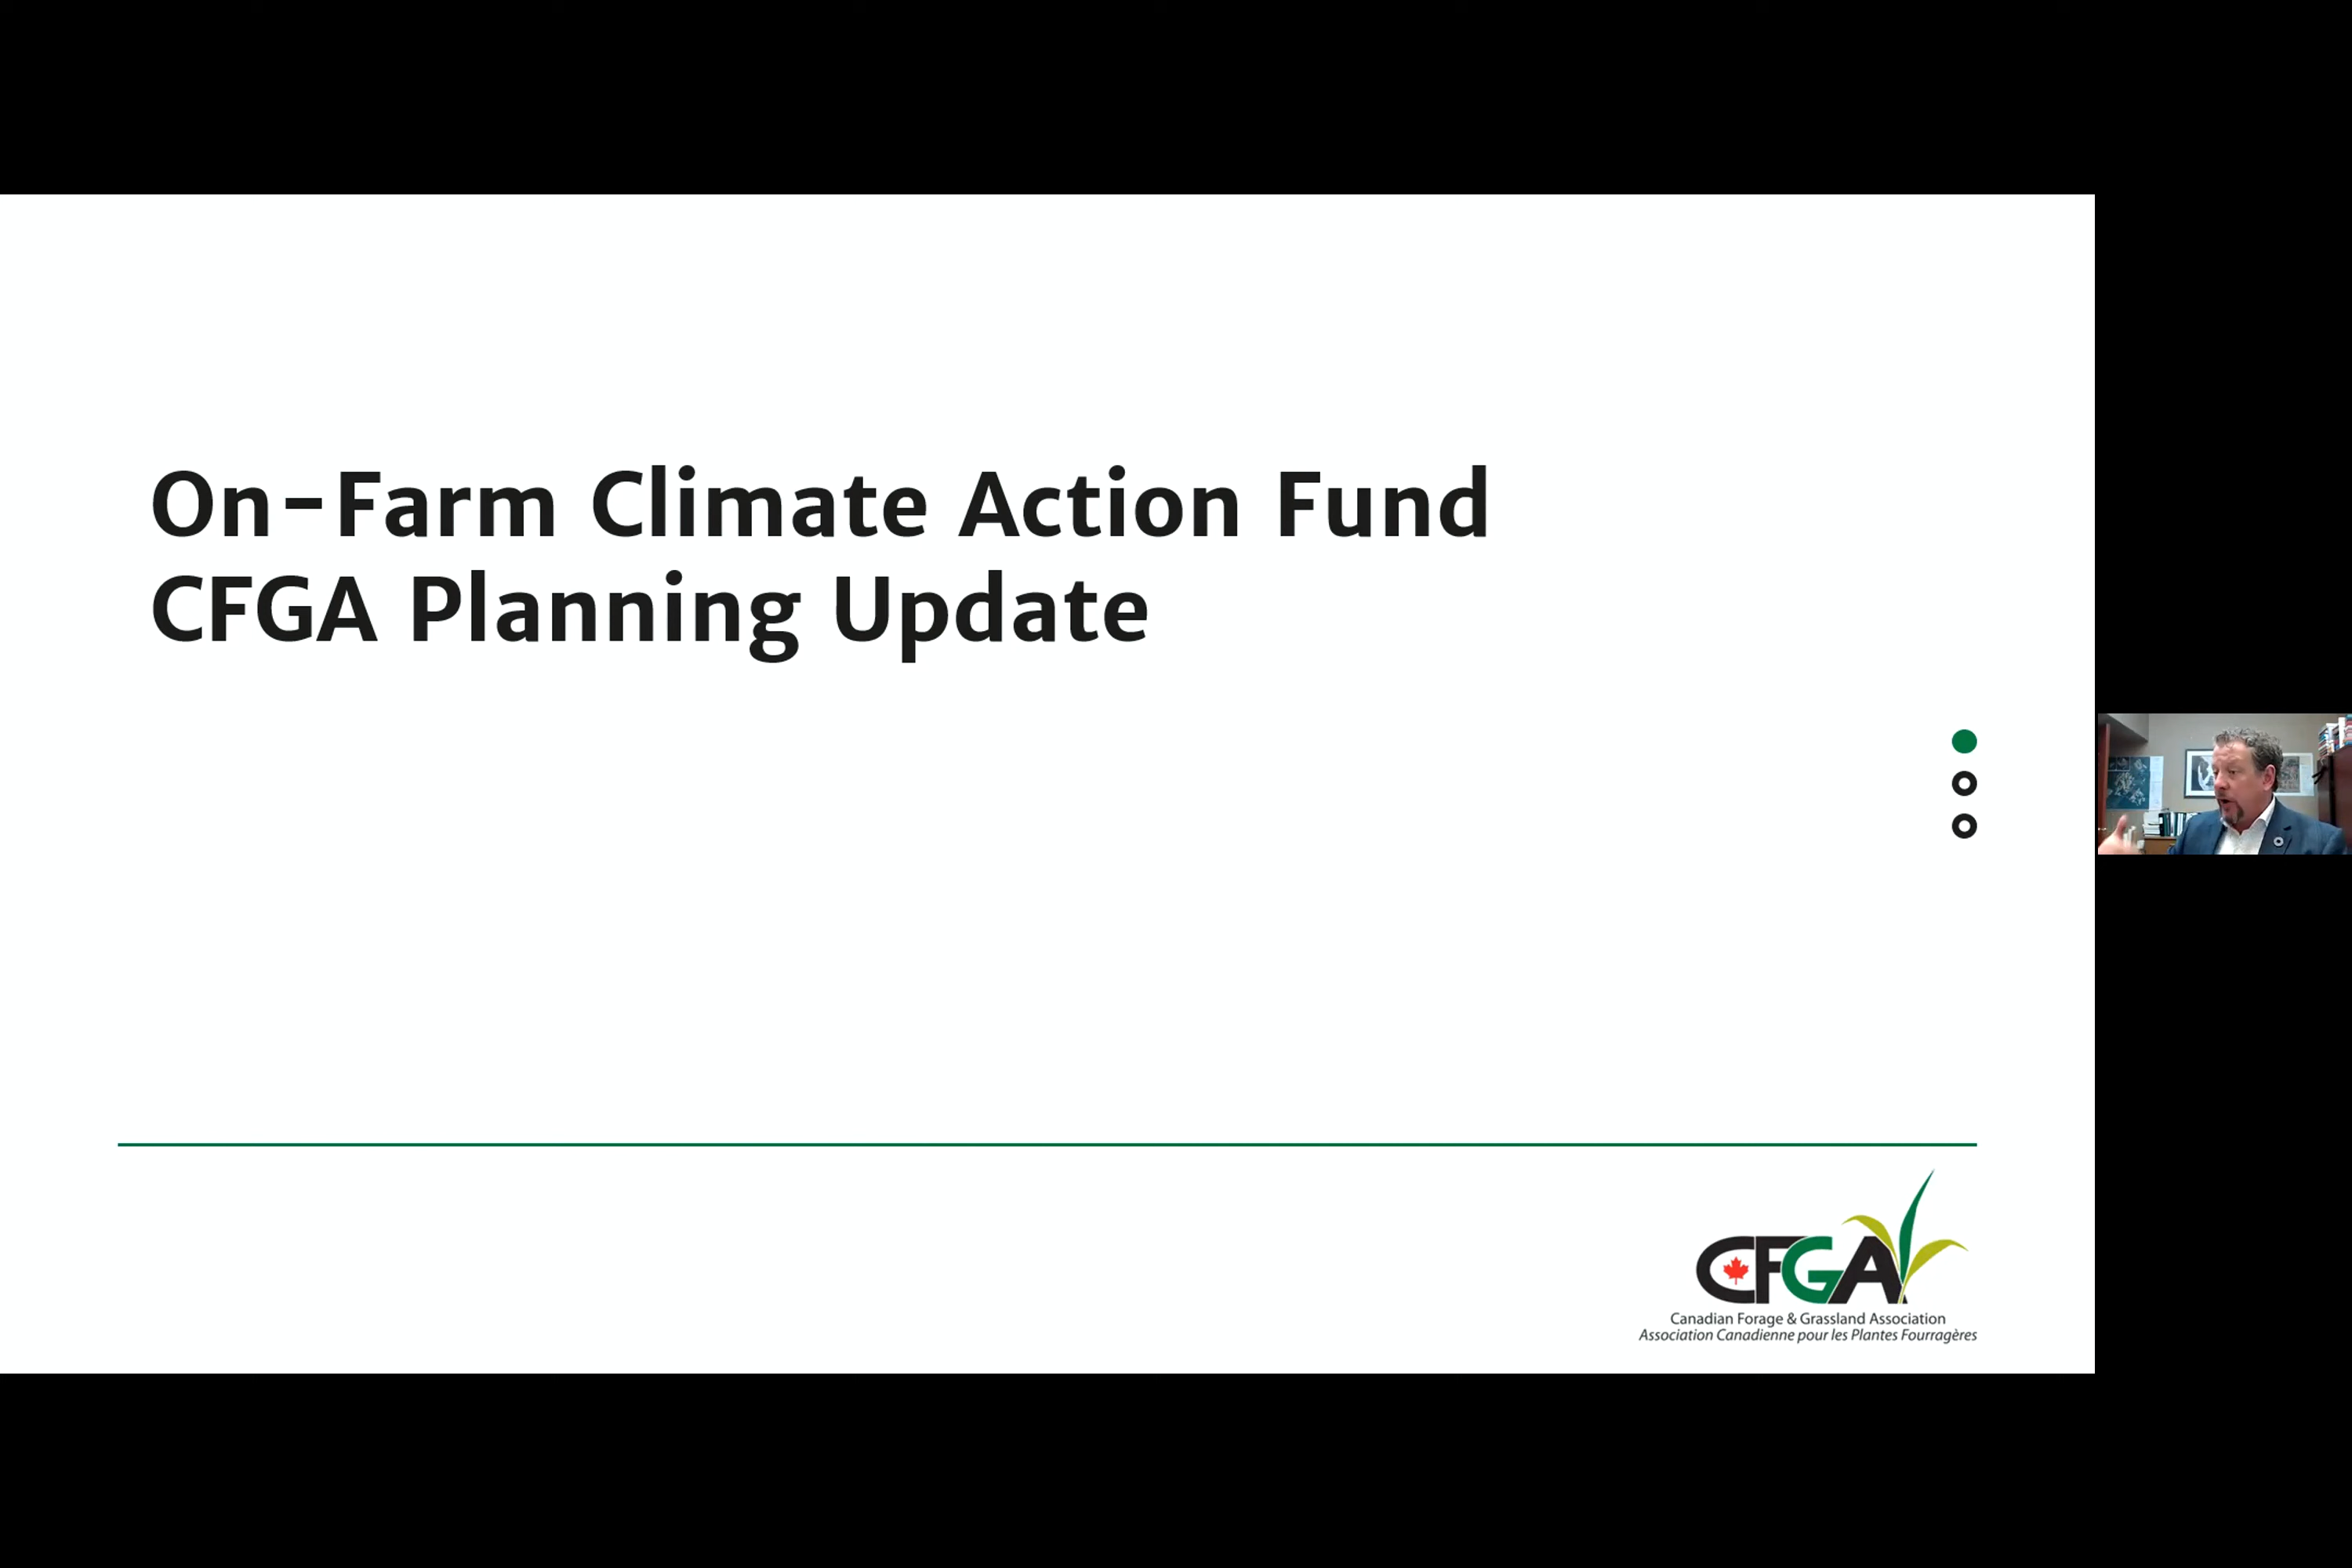 On-Farm Climate Action Fund
CFGA Planning Update
CFGA
Canadian Forage & Grassland Association
Association Canadienne pour les Plantes Fourragères